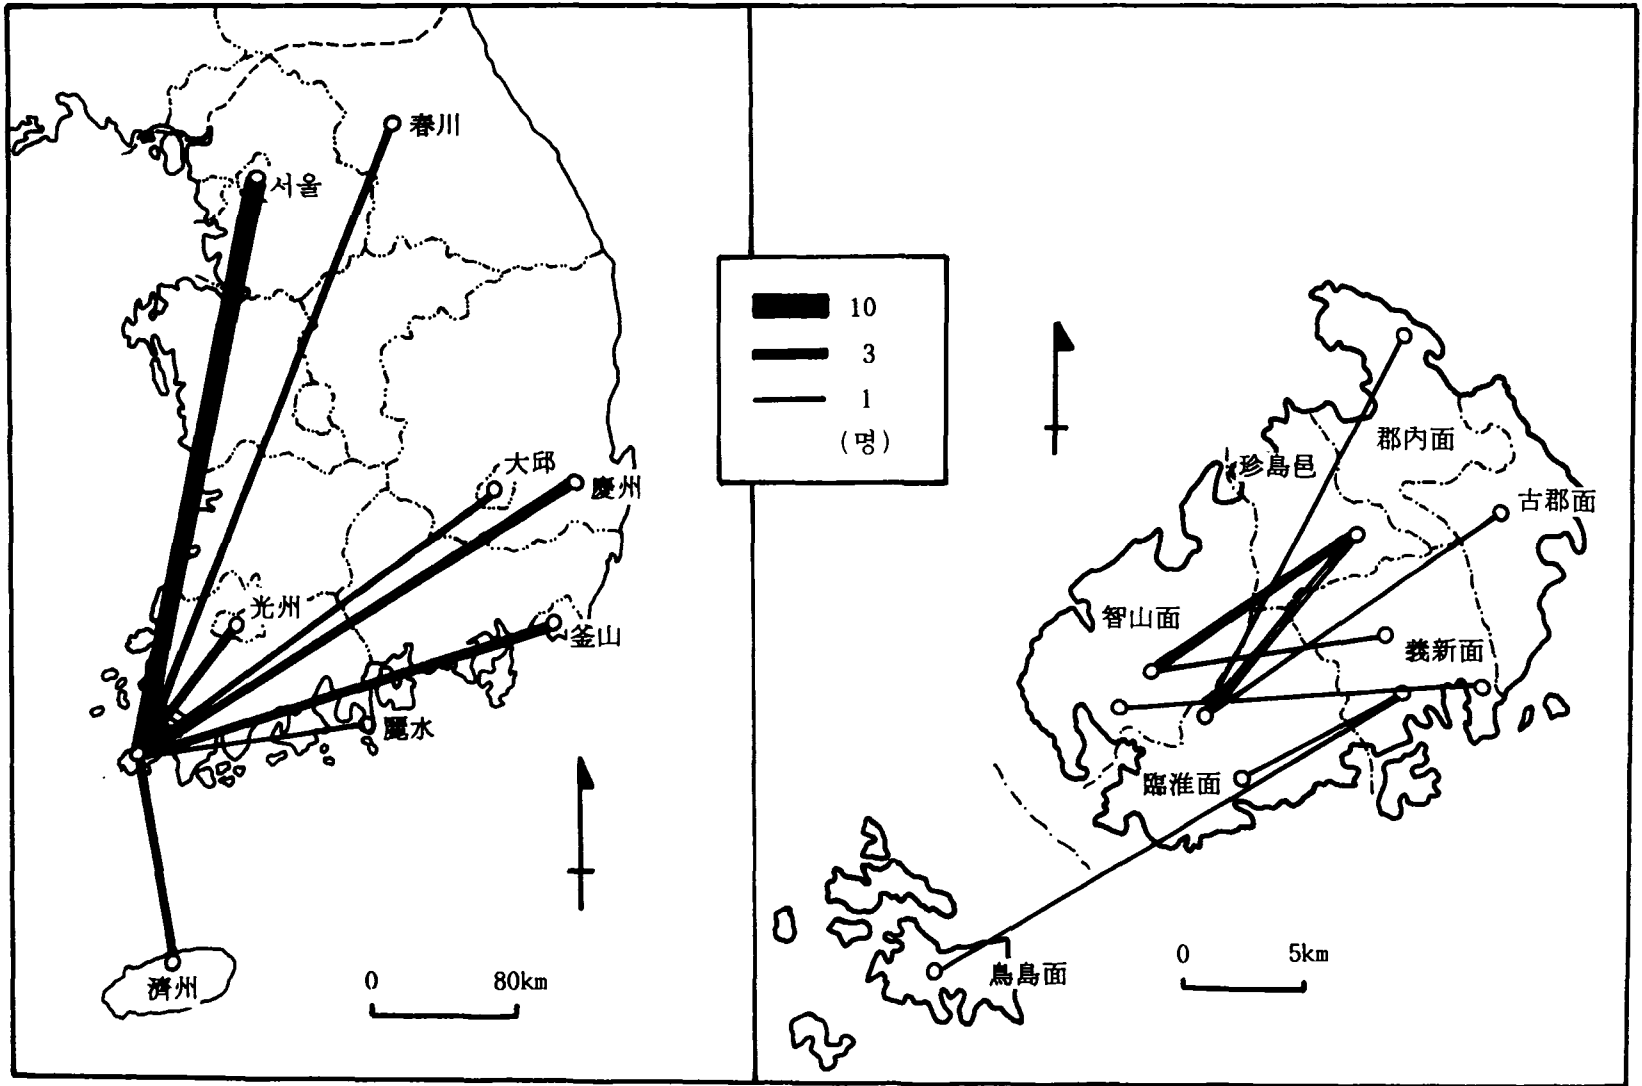 春川
서울
大邱
慶州
光州
釜山
麗水
濟州
0 80km
10
3
1
(명)
郡内面
珍島邑
古郡面
智山面
義新面
臨淮面
鳥島面
0 5km